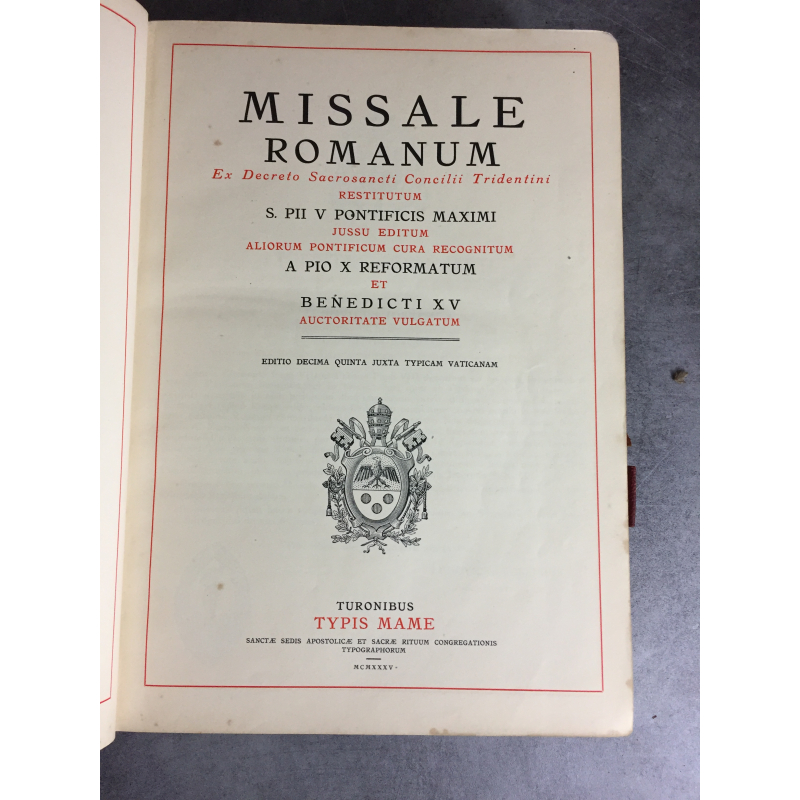 MISSALE
ROMANUM
Ex Decreto Sacrosancti Concilii Tridentini
RESTITUTUM
S. PII V PONTIFICIS MAXIMI
JUSSU EDITUM
ALIORUM PONTIFICUM CURA RECOGNITUM
A PIO X REFORMATUM
ET
BENEDICTI XV
AUCTORITATE VULGATUM
EDITIO DECIMA QUINTA JUXTA TYPICAM VATICANAM
TURONIBUS
TYPIS MAME
SANCTÆ SEDIS APOSTOLICÆ ET SACRÆ RITUUM CONGREGATIONIS
TYPOGRAPHORUM
MCMXXXV